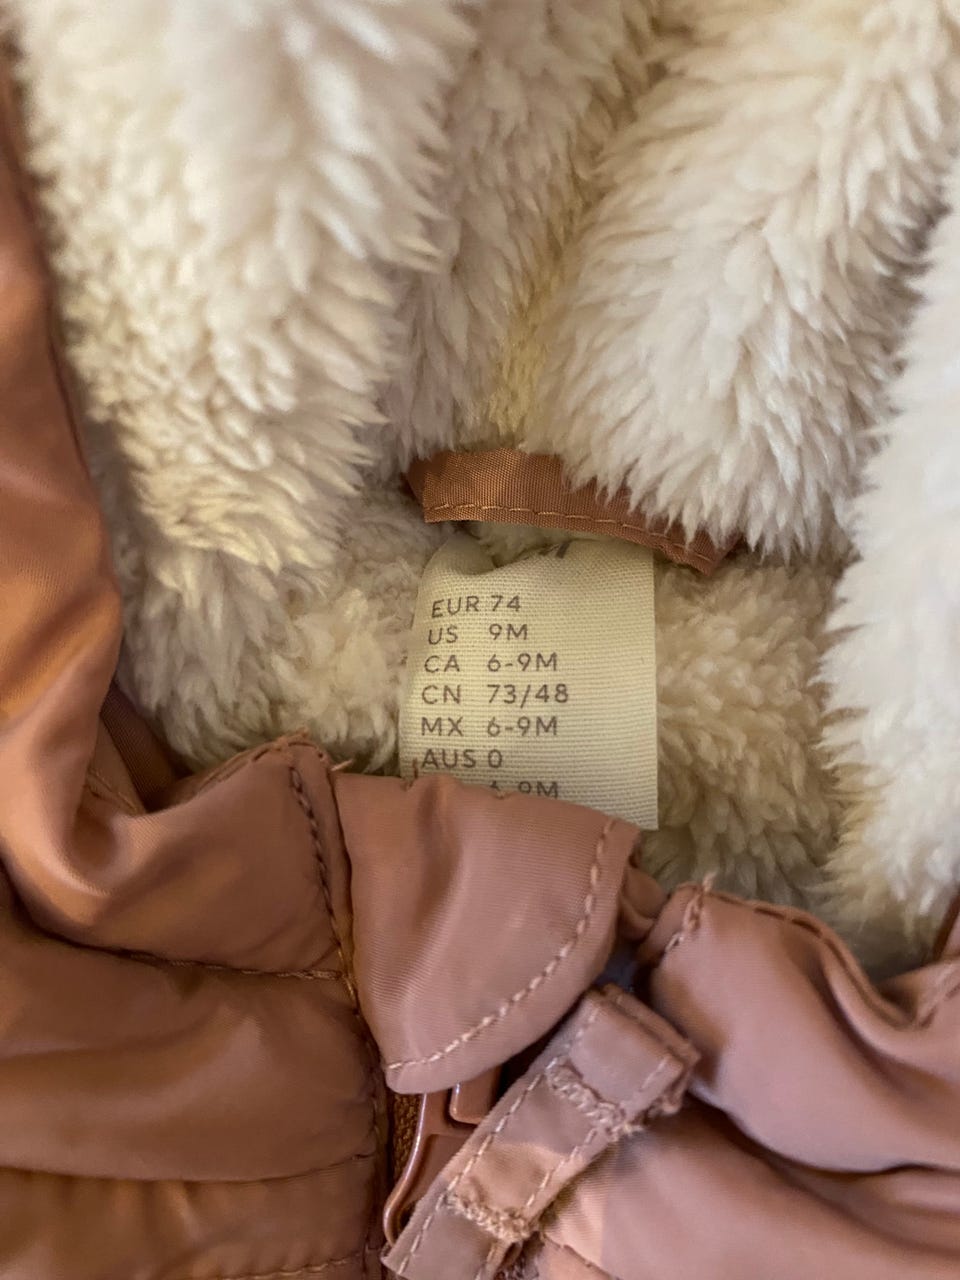 EUR 74
US 9M
CA 6-9M
CN 73/48
MX 6-9M
AUS 0